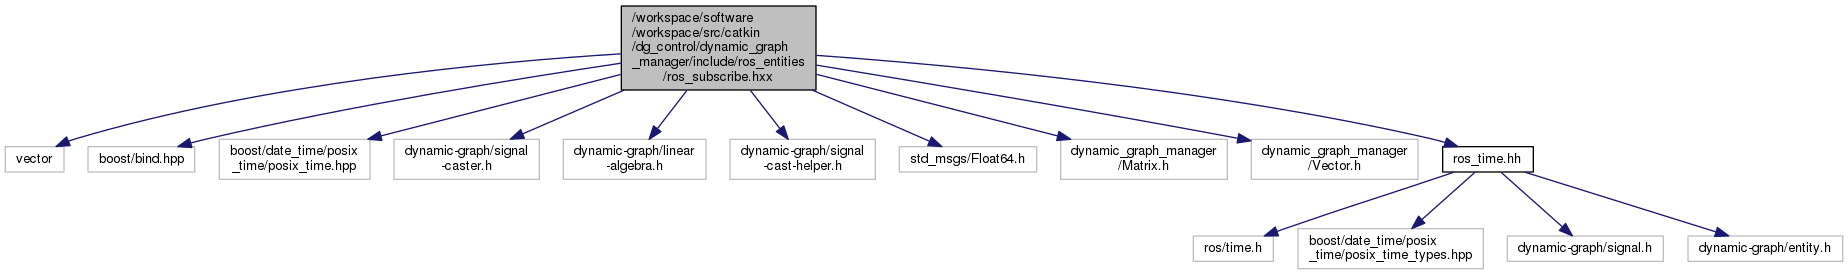 /workspace/software
/workspace/src/catkin
/dg_control/dynamic_graph
_manager/include/ros_entities
/ros_subscribe.hxx
vector
boost/bind.hpp
boost/date_time/posix
_time/posix_time.hpp
dynamic-graph/signal
-caster.h
dynamic-graph/linear
-algebra.h
dynamic-graph/signal
-cast-helper.h
std_msgs/Float64.h
dynamic_graph_manager
/Matrix.h
dynamic_graph_manager
/Vector.h
ros_time.hh
ros/time.h
boost/date_time/posix
_time/posix_time_types.hpp
dynamic-graph/signal.h
dynamic-graph/entity.h